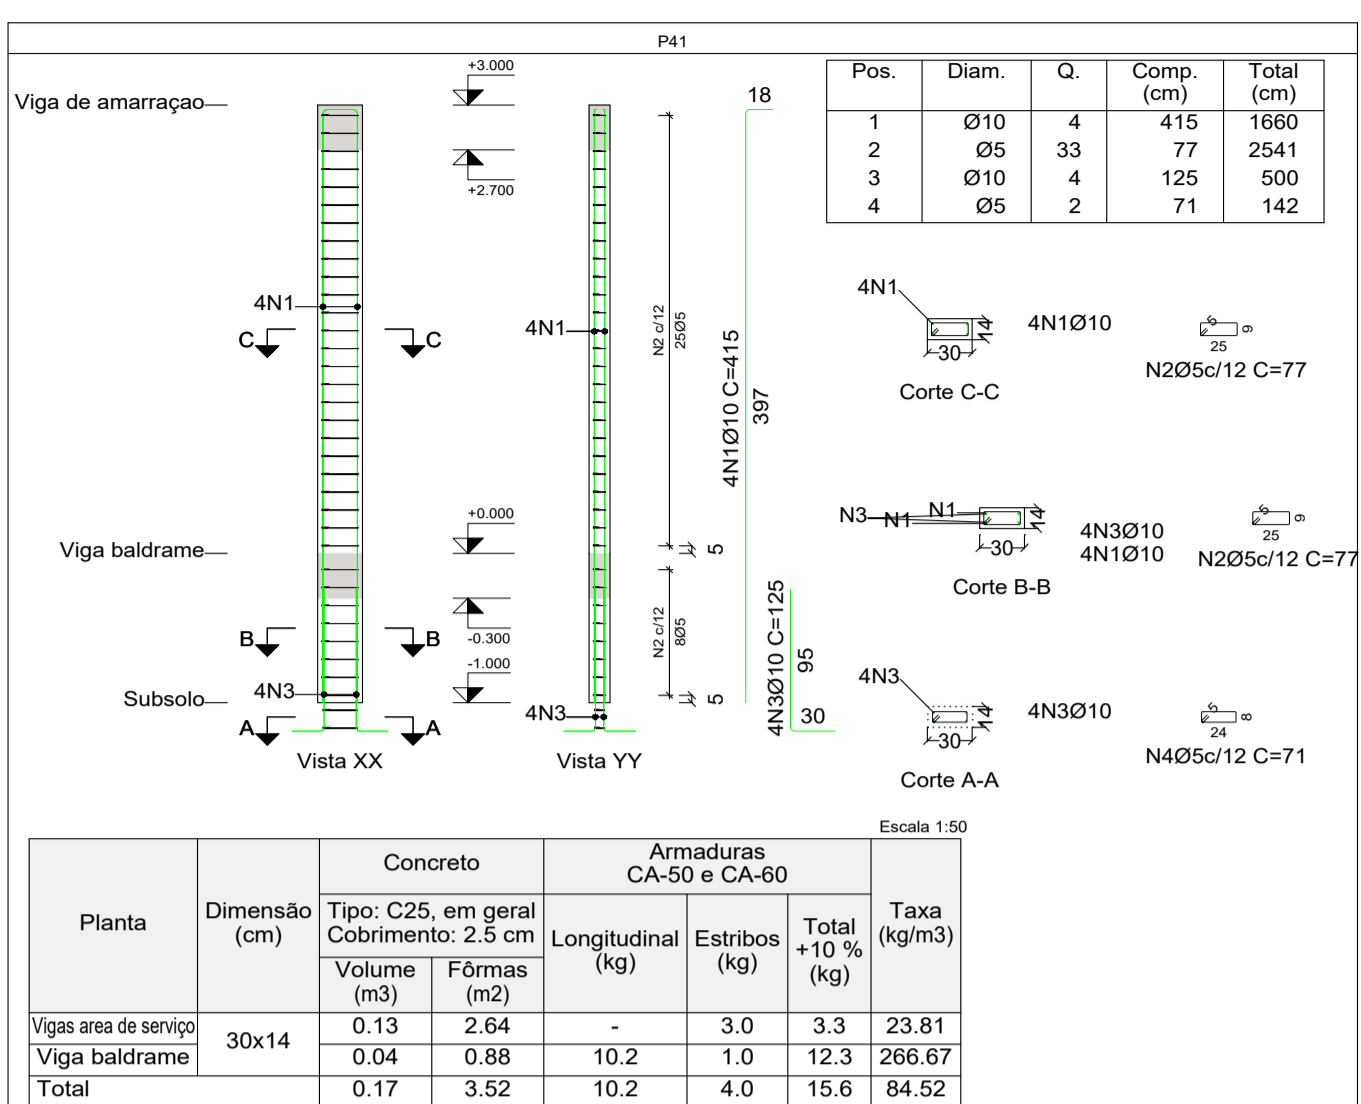 P41
Viga de amarraçao
+3.000
+2.700
4N1
C
C
Viga baldrame
+0.000
-0.300
B
B
-1.000
Subsolo
4N3
A
A
Vista XX
4N1
4N3
Vista YY
N2 c/12
25Ø5
5
N2 c/12
8Ø5
5
18
4N1Ø10 C=415
397
4N3Ø10 C=125
95
30
Pos. Diam. Q. Comp. Total
(cm) (cm)
1 Ø10 4 415 1660
2 Ø5 33 77 2541
3 Ø10 4 125 500
4 Ø5 2 71 142
4N1
14
30
Corte C-C
4N1Ø10
5
9
25
N2Ø5c/12 C=77
N3
N1
N1
14
30
Corte B-B
4N3Ø10
4N1Ø10
5
9
25
N2Ø5c/12 C=77
4N3
14
30
Corte A-A
4N3Ø10
5
8
24
N4Ø5c/12 C=71
Escala 1:50
Planta
Dimensão
(cm)
Concreto
Tipo: C25, em geral
Cobrimento: 2.5 cm
Volume
(m3)
Fôrmas
(m2)
Armaduras
CA-50 e CA-60
Longitudinal
(kg)
Estribos
(kg)
Total
+10 %
(kg)
Taxa
(kg/m3)
Vigas area de serviço 0.13 2.64 - 3.0 3.3 23.81
30x14
Viga baldrame 0.04 0.88 10.2 1.0 12.3 266.67
Total 0.17 3.52 10.2 4.0 15.6 84.52